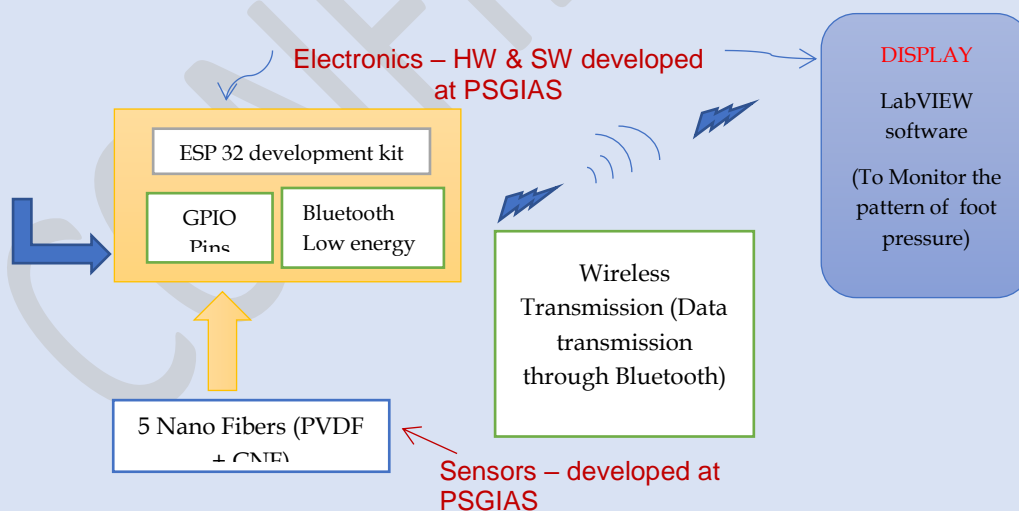 Electronics – HW & SW developed
at PSGIAS
DISPLAY
LabVIEW
software
(To Monitor the
pattern of foot
pressure)
ESP 32 development kit
GPIO
Pins
Bluetooth
Low energy
Wireless
Transmission (Data
transmission
through Bluetooth)
5 Nano Fibers (PVDF
+ CNF)
Sensors – developed at
PSGIAS